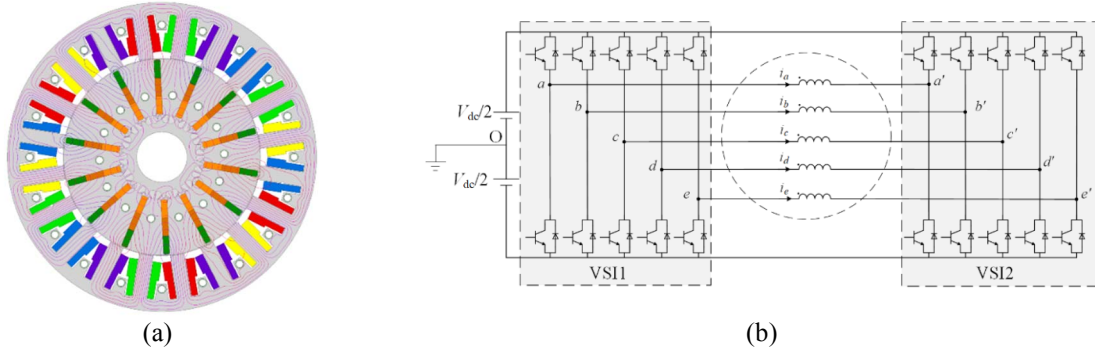 a
b
c
d
e
i_a
i_b
i_c
i_d
i_e
a'
b'
c'
d'
e'
V_dc/2
O
V_dc/2
VSI1
VSI2
(a)
(b)